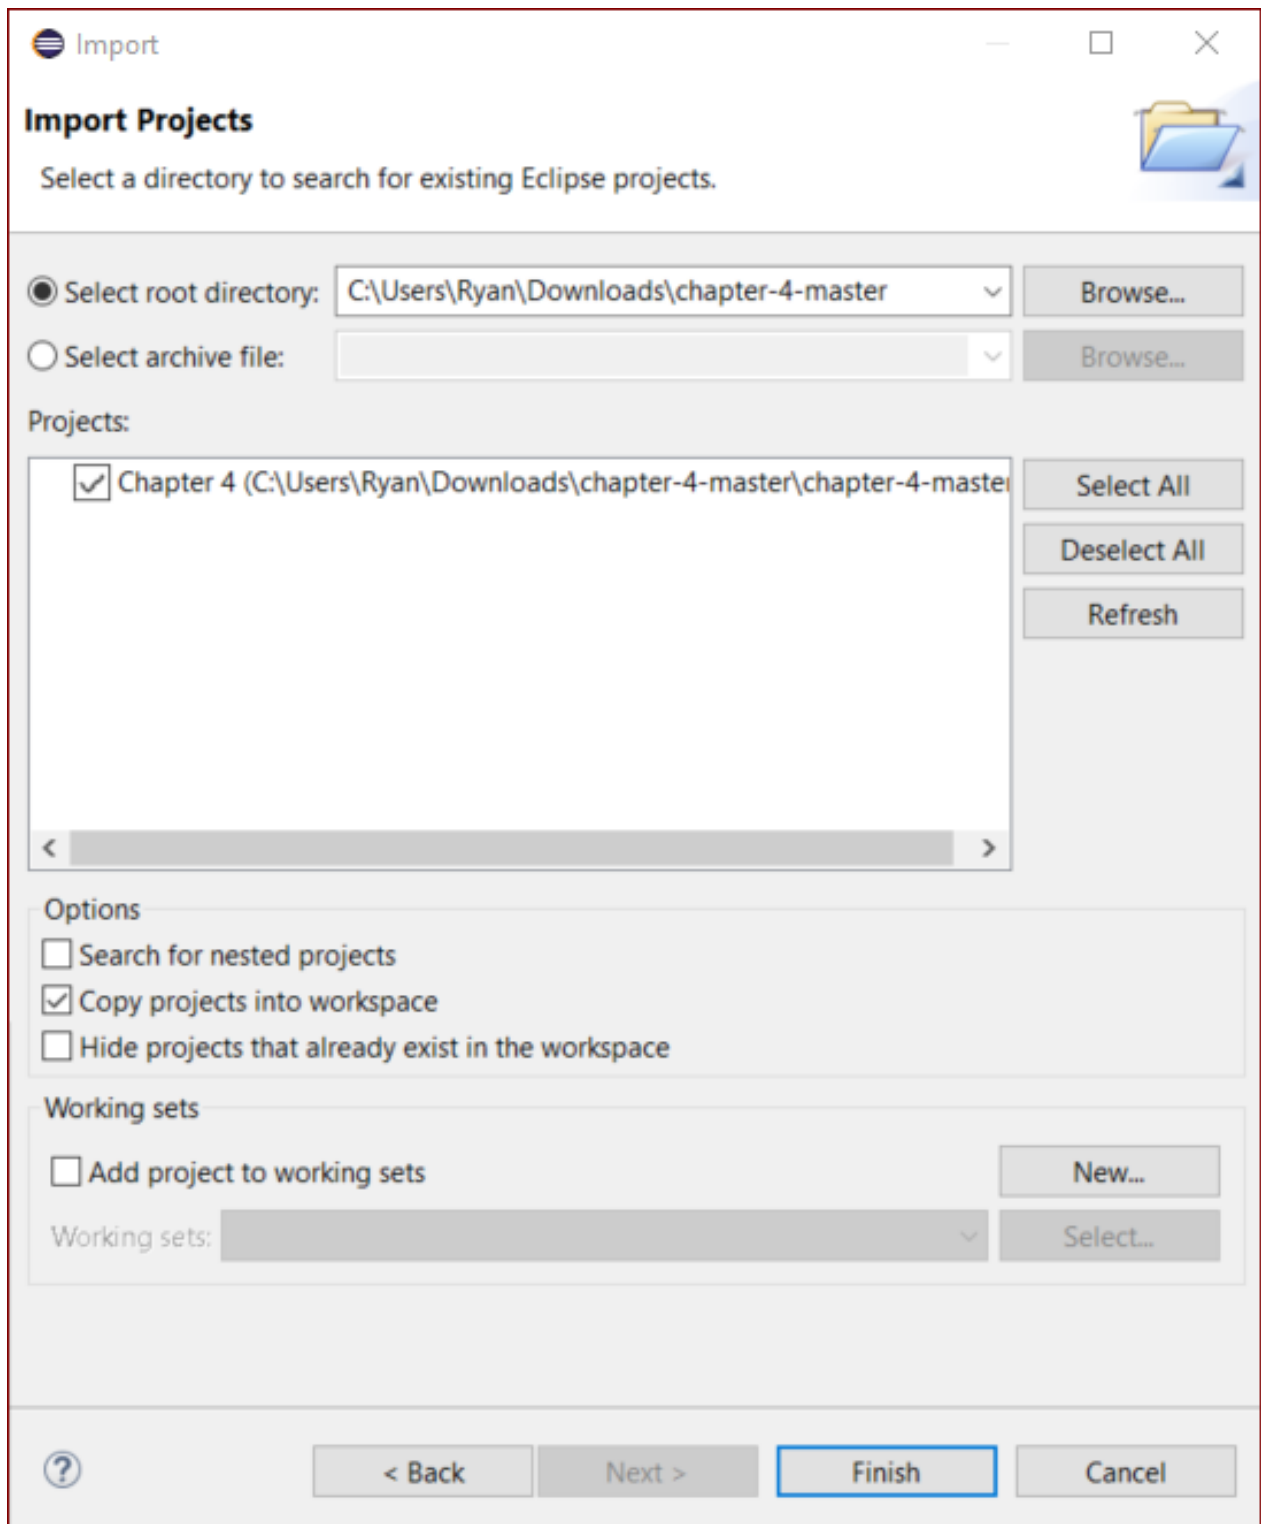 Import
Import Projects
Select a directory to search for existing Eclipse projects.
Select root directory: C:\Users\Ryan\Downloads\chapter-4-master Browse...
Select archive file: Browse...
Projects:
Chapter 4 (C:\Users\Ryan\Downloads\chapter-4-master\chapter-4-master
Select All
Deselect All
Refresh
Options
Search for nested projects
Copy projects into workspace
Hide projects that already exist in the workspace
Working sets
Add project to working sets New...
Working sets: Select...
? < Back Next > Finish Cancel